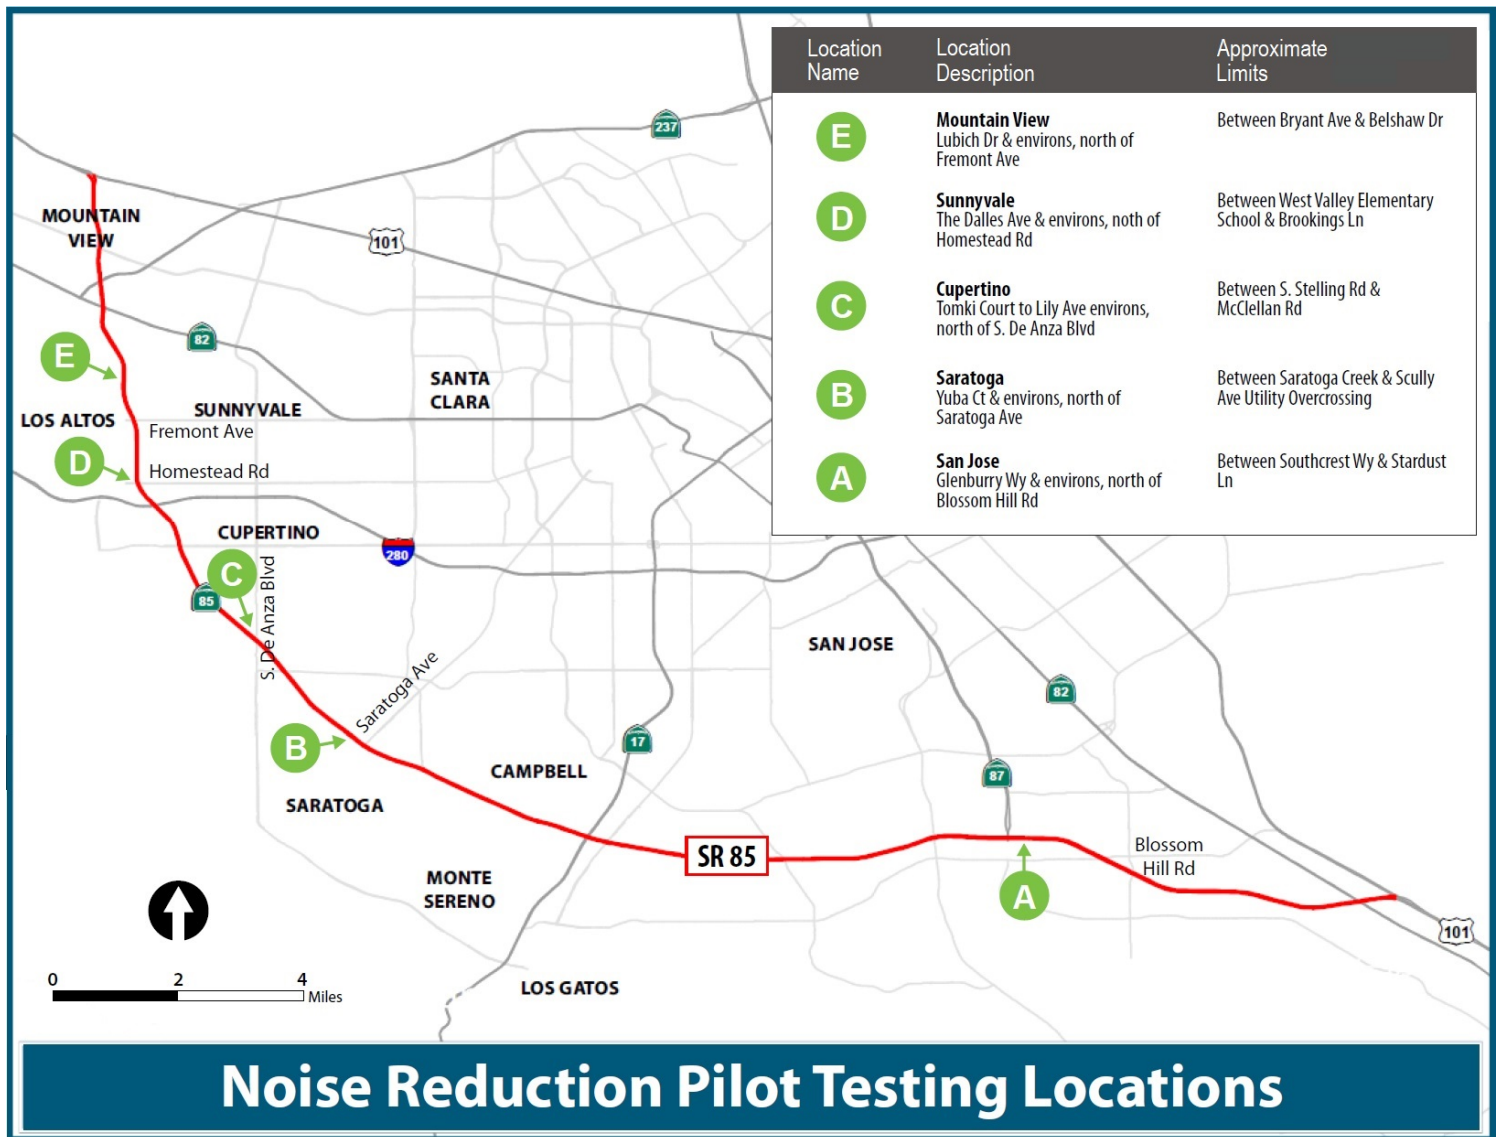 Location Name
Location Description
Approximate Limits
E
Mountain View
Lubich Dr & environs, north of
Fremont Ave
Between Bryant Ave & Belshaw Dr
D
Sunnyvale
The Dalles Ave & environs, noth of
Homestead Rd
Between West Valley Elementary
School & Brookings Ln
C
Cupertino
Tomki Court to Lily Ave environs,
north of S. De Anza Blvd
Between S. Stelling Rd &
McClellan Rd
B
Saratoga
Yuba Ct & environs, north of
Saratoga Ave
Between Saratoga Creek & Scully
Ave Utility Overcrossing
A
San Jose
Glenburry Wy & environs, north of
Blossom Hill Rd
Between Southcrest Wy & Stardust
Ln
237
MOUNTAIN
VIEW
101
82
E
SANTA
CLARA
LOS ALTOS
SUNNYVALE
Fremont Ave
D
Homestead Rd
CUPERTINO
280
C
85
S. De Anza Blvd
SAN JOSE
Saratoga Ave
82
B
17
CAMPBELL
87
SARATOGA
SR 85
Blossom
Hill Rd
MONTE
SERENO
A
101
0 2 4
Miles
LOS GATOS
Noise Reduction Pilot Testing Locations